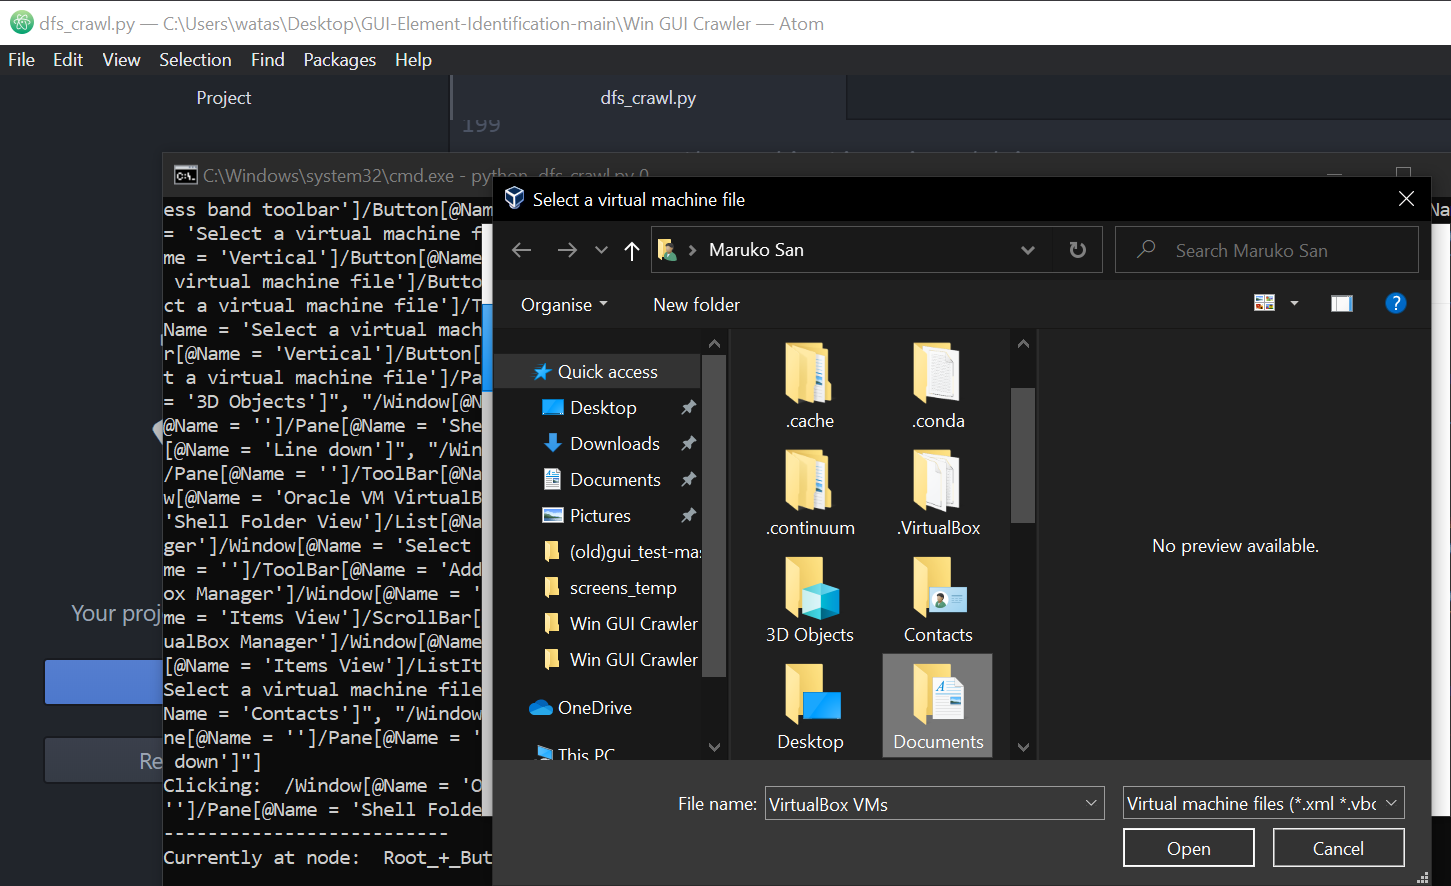 dfs_crawl.py — C:\Users\watas\Desktop\GUI-Element-Identification-main\Win GUI Crawler — Atom
File Edit View Selection Find Packages Help
Project
dfs_crawl.py
199
C:\Windows\system32\cmd.exe - python dfs_crawl.py 0
ess band toolbar']/Button[@Nam
= 'Select a virtual machine f
me = 'Vertical']/Button[@Name
virtual machine file']/Butto
ct a virtual machine file']/T
Name = 'Select a virtual mach
r[@Name = 'Vertical']/Button[
t a virtual machine file']/Pa
= '3D Objects']", "/Window[@N
@Name = '']/Pane[@Name = 'She
[@Name = 'Line down']", "/Win
/Pane[@Name = '']/ToolBar[@Na
w[@Name = 'Oracle VM VirtualB
'Shell Folder View']/List[@Na
ger']/Window[@Name = 'Select
me = '']/ToolBar[@Name = 'Add
ox Manager']/Window[@Name = '
me = 'Items View']/ScrollBar[
ualBox Manager']/Window[@Name
[@Name = 'Items View']/ListIt
Select a virtual machine file
Name = 'Contacts']", "/Window
ne[@Name = '']/Pane[@Name = '
down']"]
Clicking: /Window[@Name = 'O
'']/Pane[@Name = 'Shell Folde
--------------------------
Currently at node: Root_+_But
Na
Your proj
Re
Select a virtual machine file
Maruko San
Search Maruko San
Organise
New folder
?
Quick access
Desktop
Downloads
Documents
Pictures
(old)gui_test-mas
screens_temp
Win GUI Crawler
Win GUI Crawler
OneDrive
This PC
.cache
.conda
.continuum
.VirtualBox
3D Objects
Contacts
Desktop
Documents
No preview available.
File name:
VirtualBox VMs
Virtual machine files (*.xml *.vbo
Open
Cancel